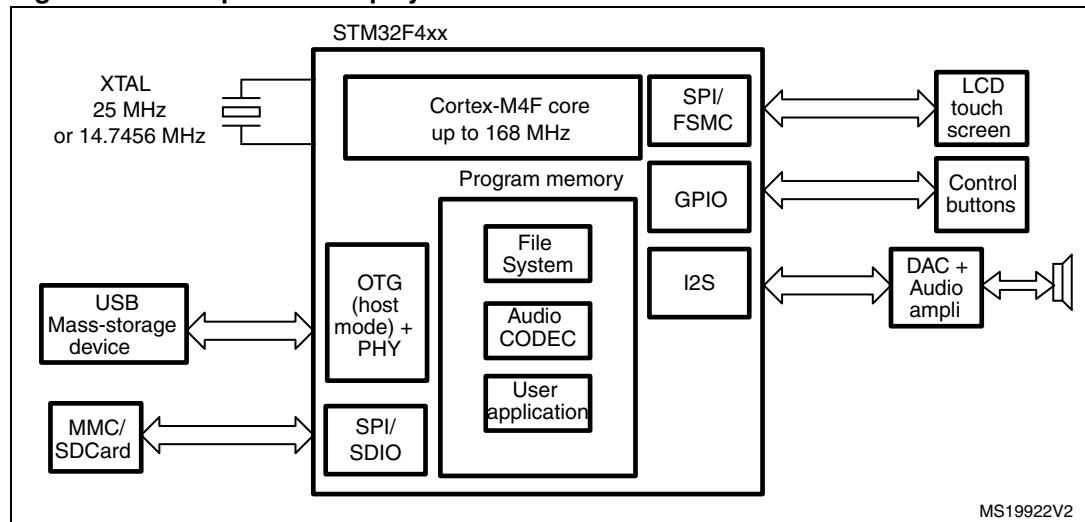 STM32F4xx
XTAL
25 MHz
or 14.7456 MHz
Cortex-M4F core
up to 168 MHz
SPI/
FSMC
LCD
touch
screen
Program memory
GPIO
Control
buttons
File
System
I2S
DAC +
Audio
ampli
OTG
(host
mode) +
PHY
USB
Mass-storage
device
Audio
CODEC
User
application
MMC/
SDCard
SPI/
SDIO
MS19922V2